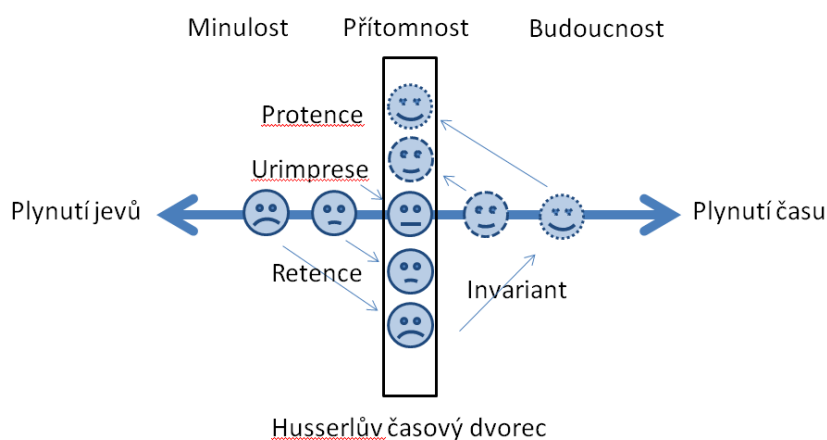 Minulost
Přítomnost
Budoucnost
Protence
Urimprese
Plynutí jevů
Plynutí času
Retence
Invariant
Husserlův časový dvorec